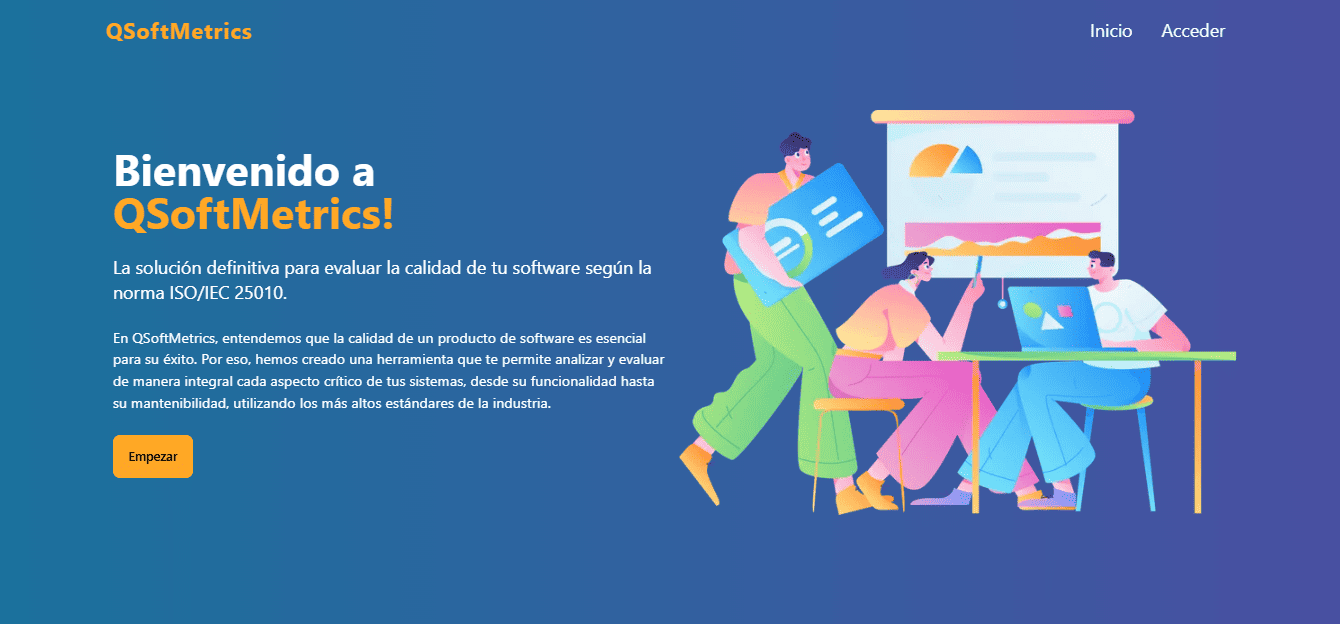 QSoftMetrics
Inicio
Acceder
Bienvenido a
QSoftMetrics!
La solución definitiva para evaluar la calidad de tu software según la
norma ISO/IEC 25010.
En QSoftMetrics, entendemos que la calidad de un producto de software es esencial
para su éxito. Por eso, hemos creado una herramienta que te permite analizar y evaluar
de manera integral cada aspecto crítico de tus sistemas, desde su funcionalidad hasta
su mantenibilidad, utilizando los más altos estándares de la industria.
Empezar